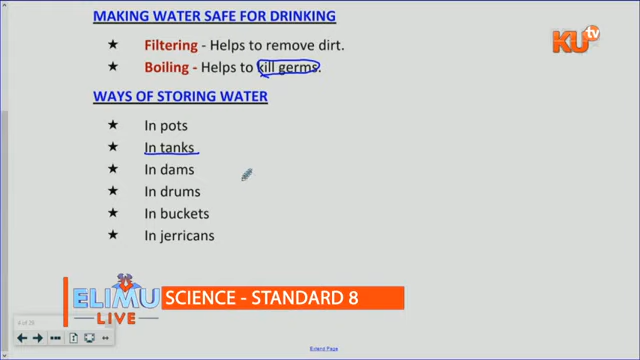 MAKING WATER SAFE FOR DRINKING
KU tv
★ Filtering - Helps to remove dirt.
★ Boiling - Helps to kill germs.
WAYS OF STORING WATER
★ In pots
★ In tanks
★ In dams
★ In drums
★ In buckets
★ In jerricans
ELIMU LIVE
SCIENCE - STANDARD 8
Extend Page